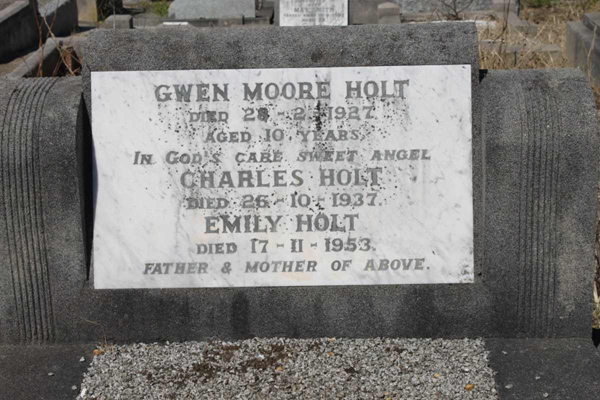 GWEN MOORE HOLT
DIED 28-2-1927
AGED 10 YEARS
IN GOD'S CARE SWEET ANGEL
CHARLES HOLT
DIED 26-10-1937.
EMILY HOLT
DIED 17-11-1953.
FATHER & MOTHER OF ABOVE.